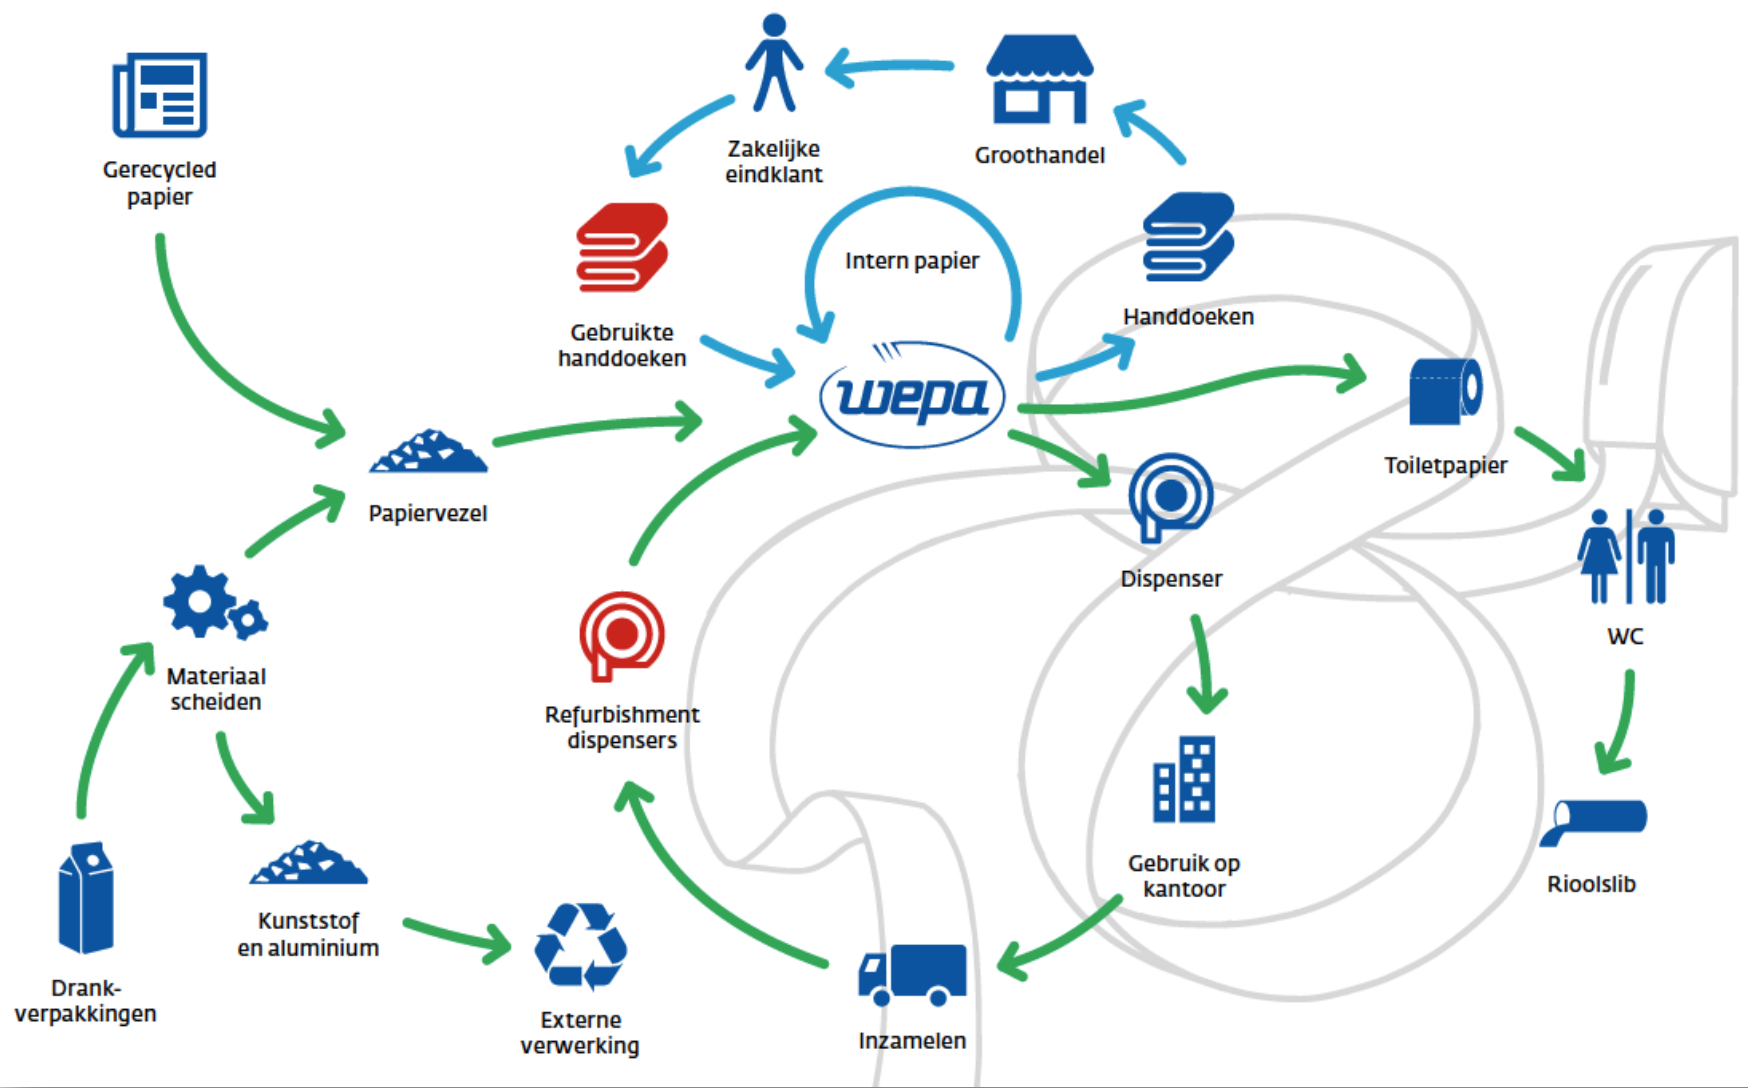 Gerecycled
papier
Zakelijke
eindklant
Groothandel
Intern papier
Gebruikte
handdoeken
Handdoeken
wepa
Toiletpapier
Papiervezel
Dispenser
WC
Materiaal
scheiden
Refurbishment
dispensers
Gebruik op
kantoor
Rioolslib
Kunststof
en aluminium
Drank-
verpakkingen
Externe
verwerking
Inzamelen